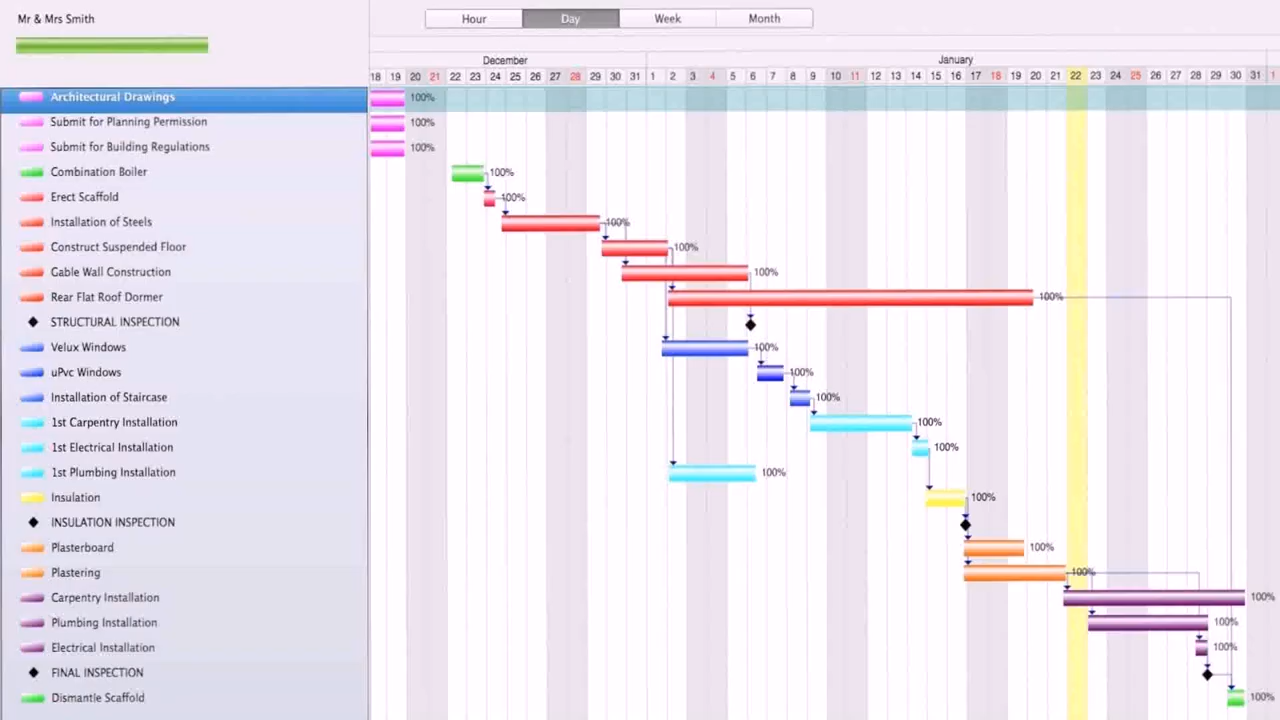 Mr & Mrs Smith
Hour Day Week Month
December January
18 19 20 21 22 23 24 25 26 27 28 29 30 31 1 2 3 4 5 6 7 8 9 10 11 12 13 14 15 16 17 18 19 20 21 22 23 24 25 26 27 28 29 30 31 1
Architectural Drawings 100%
Submit for Planning Permission 100%
Submit for Building Regulations 100%
Combination Boiler 100%
Erect Scaffold 100%
Installation of Steels 100%
Construct Suspended Floor 100%
Gable Wall Construction 100%
Rear Flat Roof Dormer 100%
STRUCTURAL INSPECTION
Velux Windows 100%
uPvc Windows 100%
Installation of Staircase 100%
1st Carpentry Installation 100%
1st Electrical Installation 100%
1st Plumbing Installation 100%
Insulation 100%
INSULATION INSPECTION
Plasterboard 100%
Plastering 100%
Carpentry Installation 100%
Plumbing Installation 100%
Electrical Installation 100%
FINAL INSPECTION
Dismantle Scaffold 100%